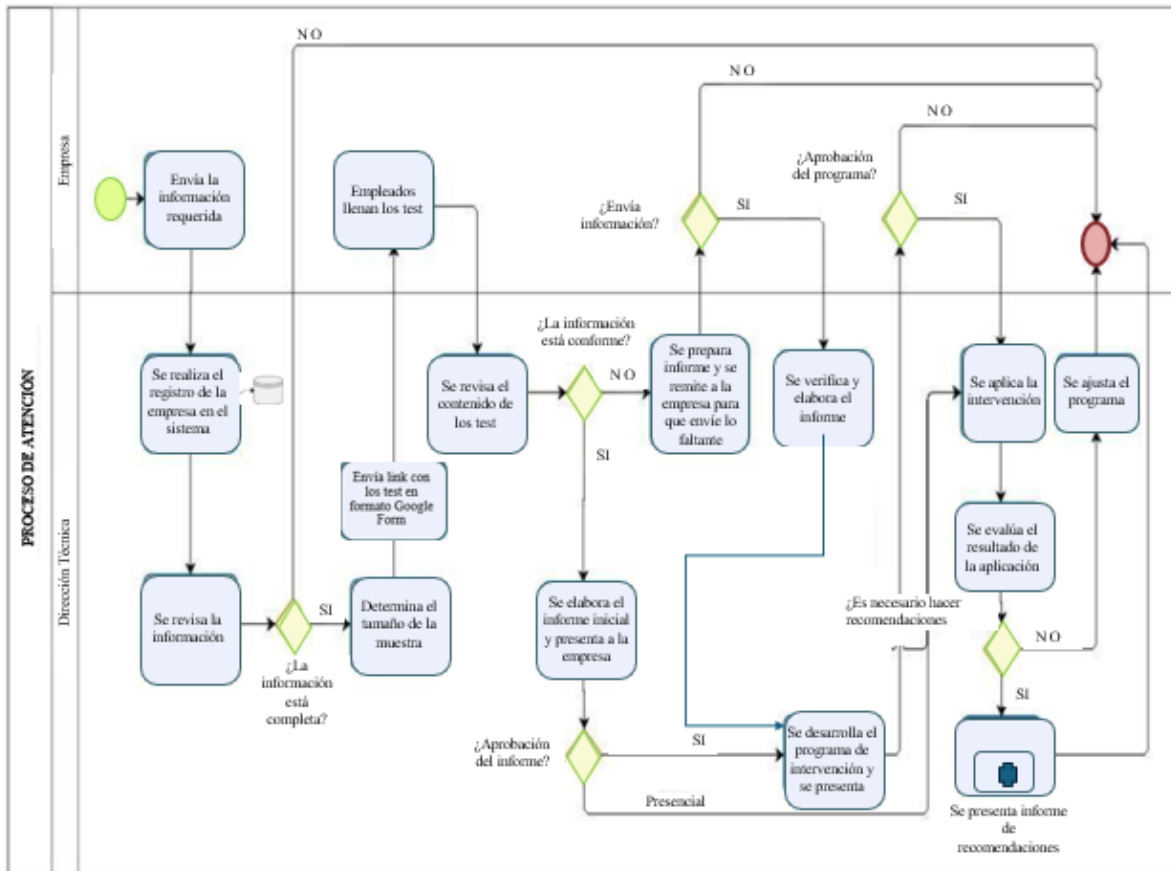 PROCESO DE ATENCIÓN
Empresa
Dirección Técnica
NO
NO
NO
¿Aprobación
del programa?
Envía la
información
requerida
Empleados
llenan los test
¿Envía
información?
SI
SI
¿La información
está conforme?
Se realiza el
registro de la
empresa en el
sistema
Se revisa el
contenido de
los test
NO
Se prepara
informe y se
remite a la
empresa para
que envíe lo
faltante
Se verifica y
elabora el
informe
Se aplica la
intervención
Se ajusta el
programa
SI
Envía link con
los test en
formato Google
Form
Se evalúa el
resultado de
la aplicación
Se revisa la
información
SI
Determina el
tamaño de la
muestra
Se elabora el
informe inicial
y presenta a la
empresa
¿Es necesario hacer
recomendaciones
NO
¿La
información
está
completa?
SI
¿Aprobación
del informe?
SI
Se desarrolla el
programa de
intervención y
se presenta
Presencial
Se presenta informe
de
recomendaciones